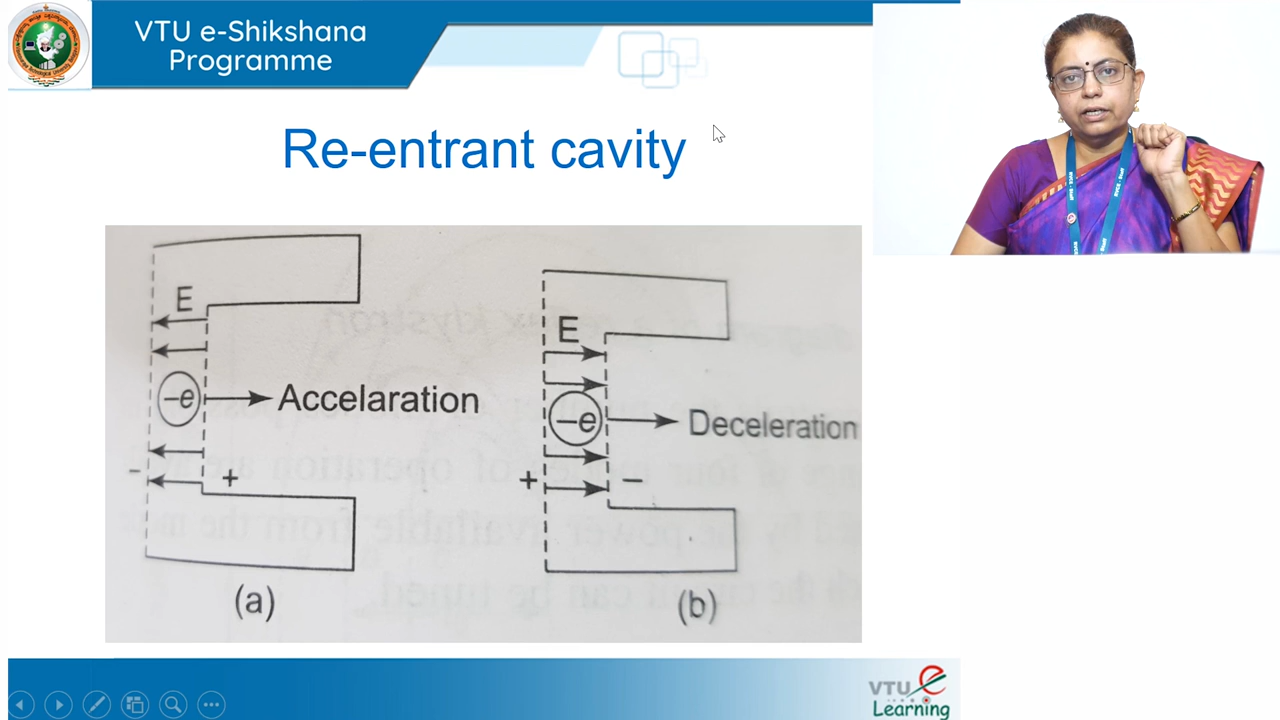 VTU e-Shikshana
Programme
Re-entrant cavity
E
-e
Accelaration
-
+
(a)
E
-e
Deceleration
+
-
(b)
VTU e
Learning